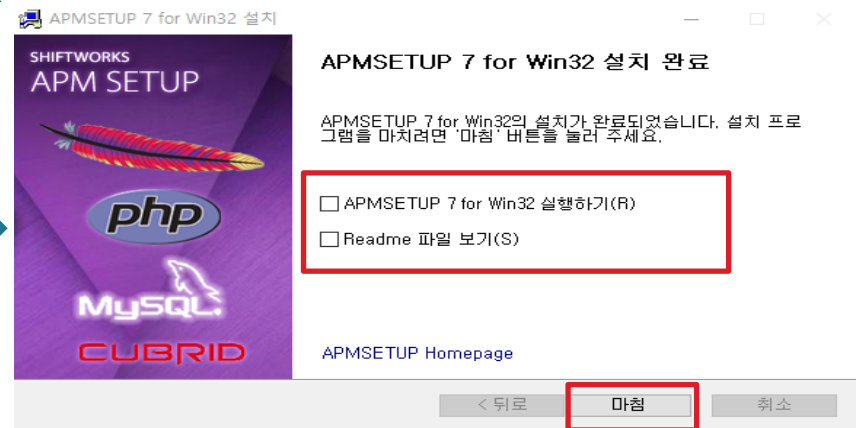 APMSETUP 7 for Win32 설치
SHIFTWORKS
APM SETUP
php
MySQL
CUBRID
APMSETUP 7 for Win32 설치 완료
APMSETUP 7 for Win32의 설치가 완료되었습니다. 설치 프로
그램을 마치려면 '마침' 버튼을 눌러 주세요.
APMSETUP 7 for Win32 실행하기(R)
Readme 파일 보기(S)
APMSETUP Homepage
< 뒤로 마침 취소